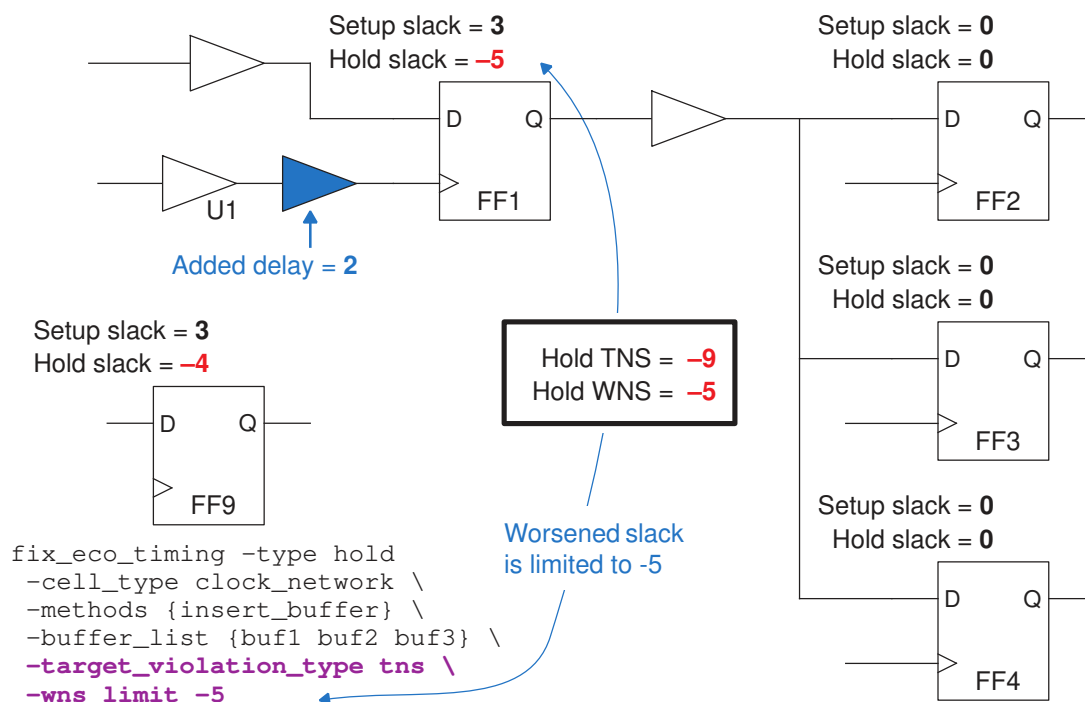 Setup slack = 3
Hold slack = –5
Setup slack = 0
Hold slack = 0
D Q
FF1
D Q
FF2
U1
Added delay = 2
Setup slack = 0
Hold slack = 0
Setup slack = 3
Hold slack = –4
Hold TNS = –9
Hold WNS = –5
D Q
FF3
D Q
FF9
Setup slack = 0
Hold slack = 0
Worsened slack
is limited to -5
D Q
FF4
fix_eco_timing –type hold
–cell_type clock_network \
–methods {insert_buffer} \
–buffer_list {buf1 buf2 buf3} \
–target_violation_type tns \
–wns limit –5